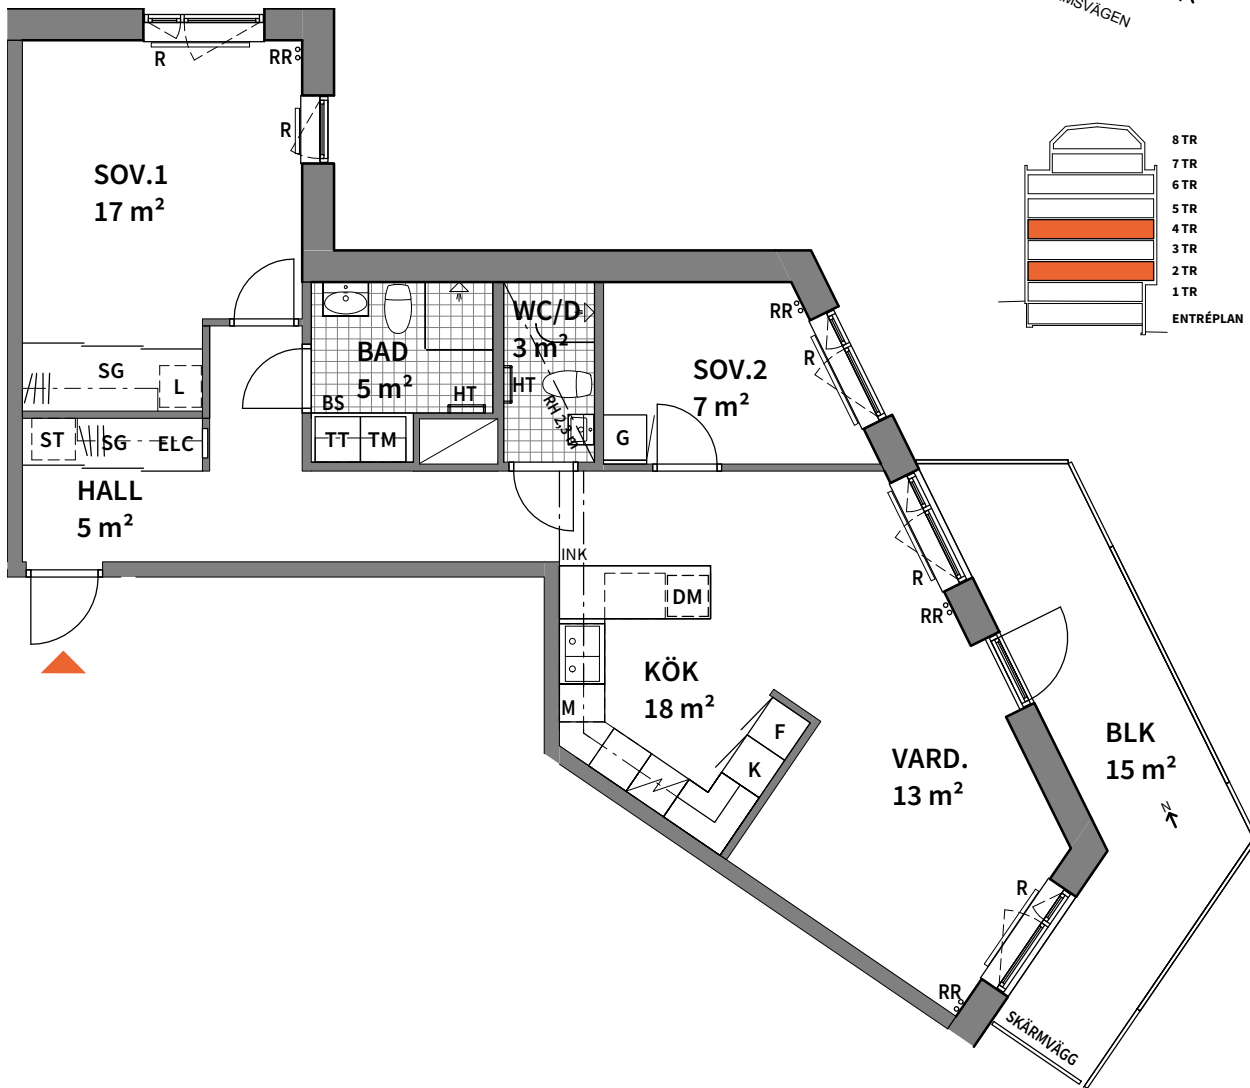 R
RR
R
SOV.1
17 m²
8 TR
7 TR
6 TR
5 TR
4 TR
3 TR
2 TR
1 TR
ENTRÉPLAN
SG
L
ST
SG
ELC
HALL
5 m²
BAD
5 m²
BS
HT
TT
TM
WC/D
3 m²
HT
RH 2,3 m
SOV.2
7 m²
G
RR
R
R
RR
INK
DM
KÖK
18 m²
M
F
K
VARD.
13 m²
BLK
15 m²
N
R
RR
SKÄRMVÄGG